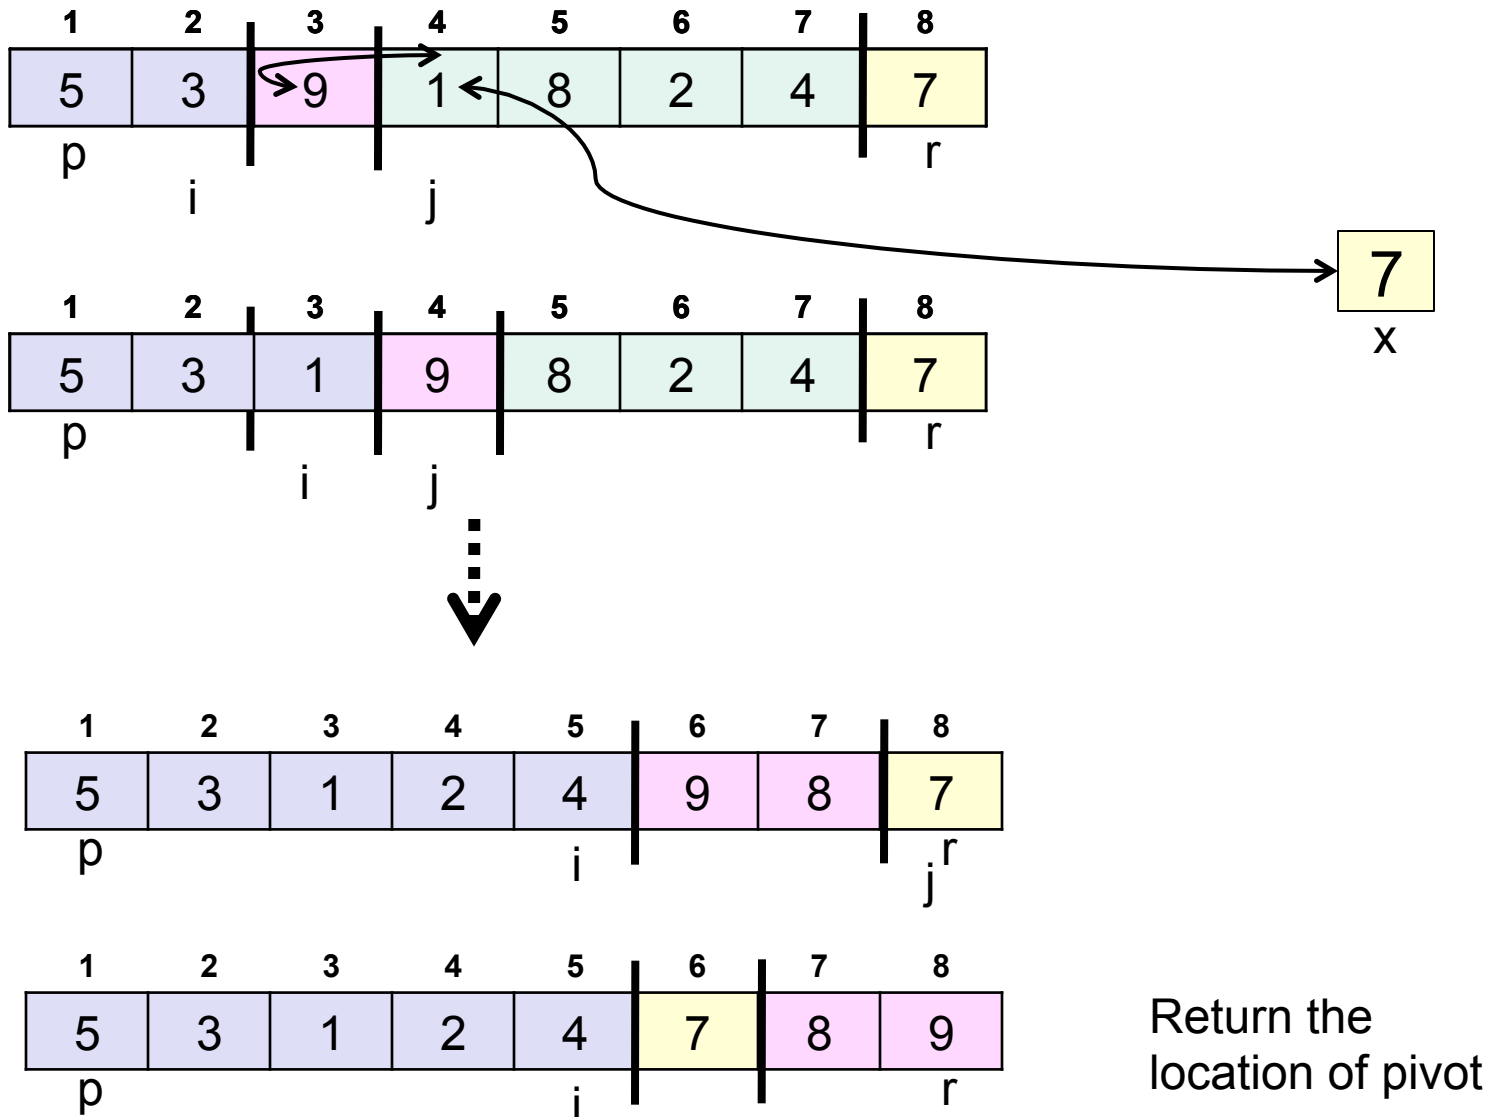 1 2 3 4 5 6 7 8
5 3 9 1 8 2 4 7
p r
i j
7
x
1 2 3 4 5 6 7 8
5 3 1 9 8 2 4 7
p r
i j
1 2 3 4 5 6 7 8
5 3 1 2 4 9 8 7
p i r
j
1 2 3 4 5 6 7 8
5 3 1 2 4 7 8 9
p i r
Return the
location of pivot